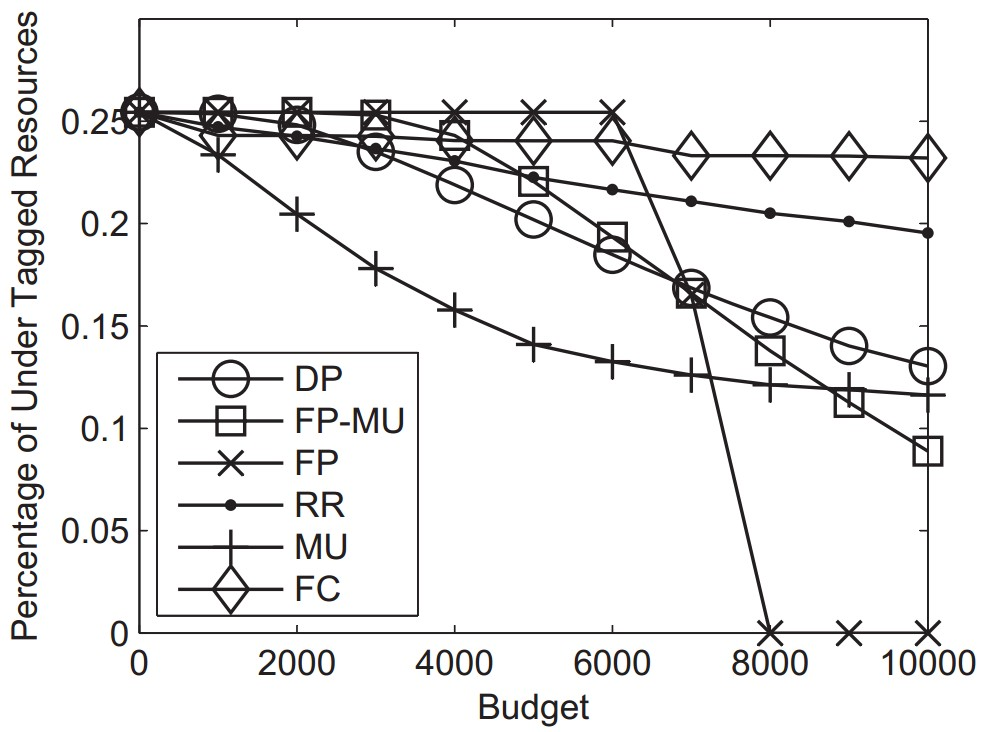 Percentage of Under Tagged Resources
0.25
0.2
0.15
0.1
0.05
0
DP
FP-MU
FP
RR
MU
FC
0 2000 4000 6000 8000 10000
Budget